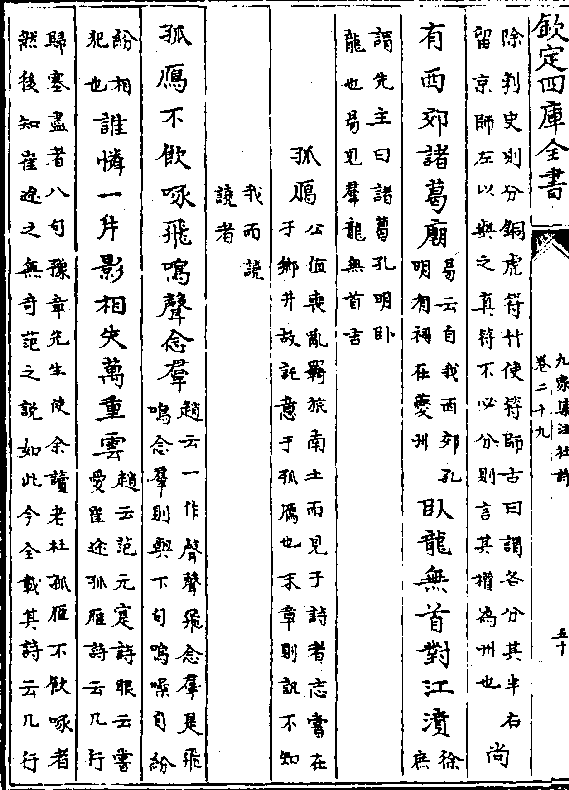 欽定四庫全書
九家集注杜詩
卷二十九
五十
除刺史則分銅虎符竹使符師古曰謂各分其半右
留京師左以與之真符不必分則言其權為州也
尚
有西郊諸葛廟
易云自我西郊孔
明有祠在夔州
臥龍無首對江濆
徐
庶
謂先主曰諸葛孔明卧
龍也易見羣龍無首吉
孤鴈
公值喪亂羇旅南土而見于詩者志嘗在
于鄉井故託意于孤鴈也末章則訊不知
我而譊
譊者
孤鴈不飲啄飛鳴聲念羣
趙云一作聲聲飛念羣是飛
鳴念羣則與下句鳴噪自紛
紛相
犯也
誰憐一片影相失萬重雲
趙云范元寔詩眼云嘗
愛崔塗孤雁詩云几行
歸塞盡者八句豫章先生使余讀老杜孤雁不飲啄者
然後知崔塗之無奇范之說如此今全載其詩云几行